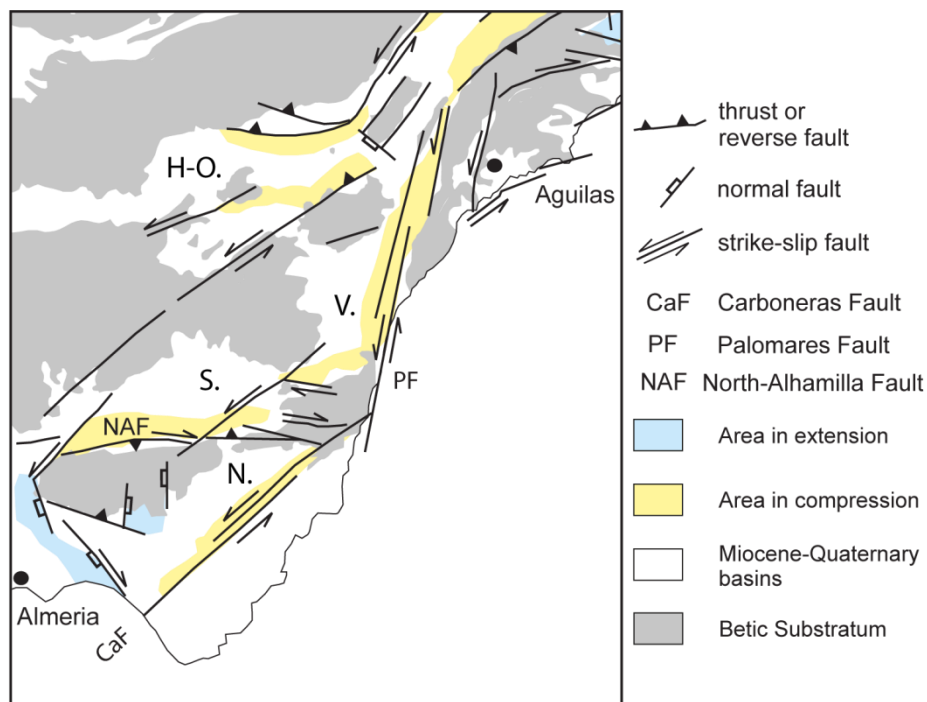 H-O.
Aguilas
V.
S.
PF
NAF
N.
Almeria
CaF
thrust or
reverse fault
normal fault
strike-slip fault
CaF Carboneras Fault
PF Palomares Fault
NAF North-Alhamilla Fault
Area in extension
Area in compression
Miocene-Quaternary
basins
Betic Substratum